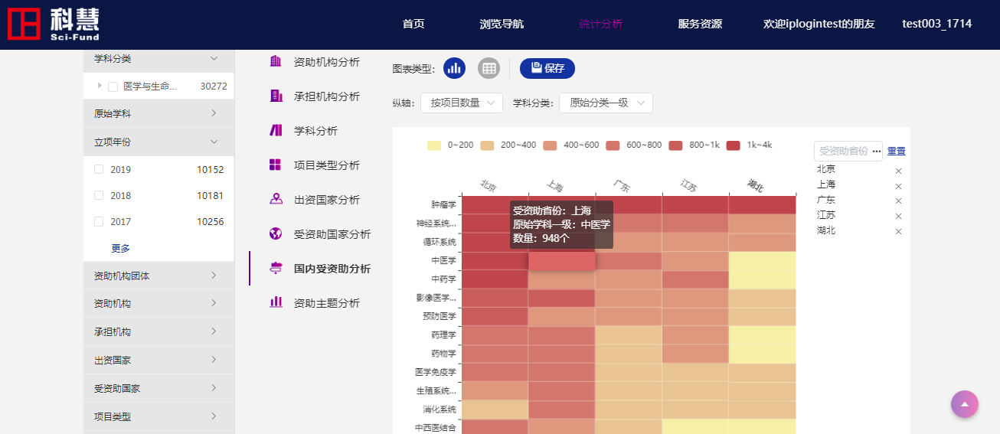 科慧
Sci-Fund
首页
浏览导航
统计分析
服务资源
欢迎iplogintest的朋友
test003_1714
学科分类
医学与生命... 30272
原始学科
立项年份
2019 10152
2018 10181
2017 10256
更多
资助机构团体
资助机构
承担机构
出资国家
受资助国家
项目类型
资助机构分析
承担机构分析
学科分析
项目类型分析
出资国家分析
受资助国家分析
国内受资助分析
资助主题分析
图表类型:
保存
纵轴: 按项目数量 学科分类: 原始分类一级
0~200 200~400 400~600 600~800 800~1k 1k~4k
北京 上海 广东 江苏 湖北
肿瘤学
神经系统...
循环系统
中医学
中药学
影像医学...
预防医学
药理学
药物学
医学免疫学
生殖系统...
消化系统
中西医结合
受资助省份: 上海
原始学科一级: 中医学
数量: 948个
受资助省份 ... 重置
北京
上海
广东
江苏
湖北